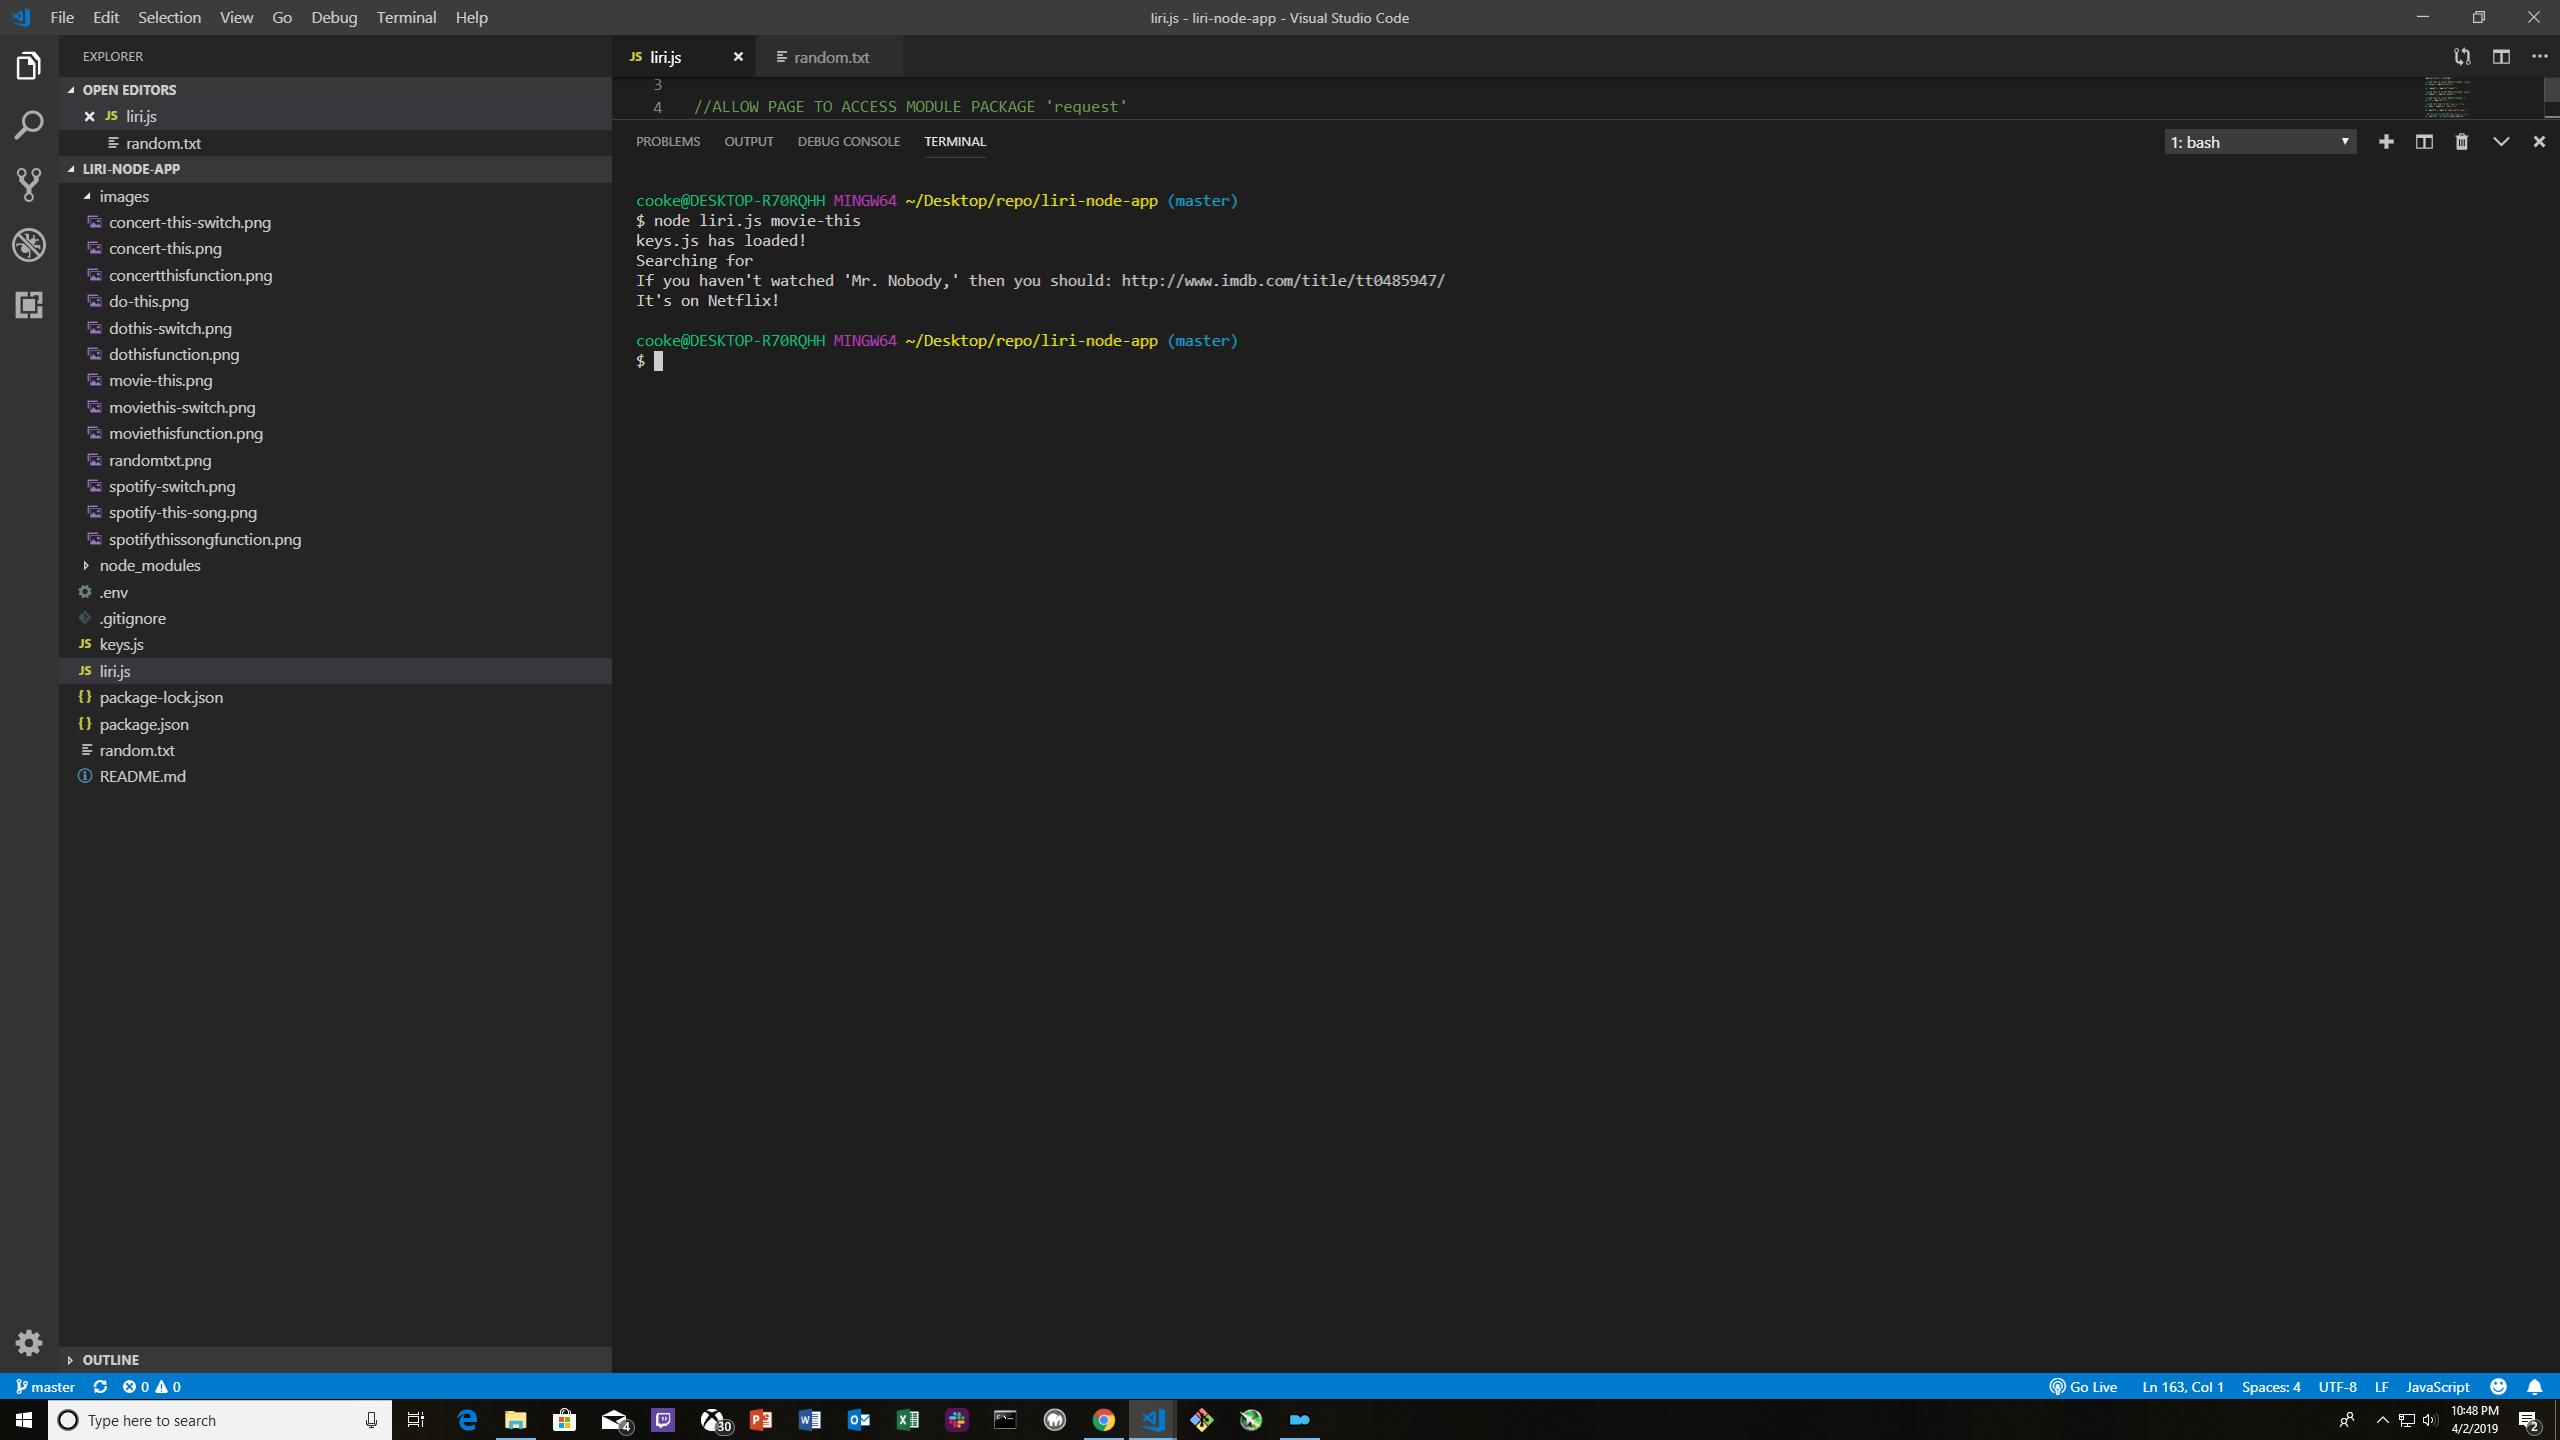 File Edit Selection View Go Debug Terminal Help
liri.js - liri-node-app - Visual Studio Code
EXPLORER
OPEN EDITORS
JS liri.js
random.txt
LIRI-NODE-APP
images
concert-this-switch.png
concert-this.png
concertthisfunction.png
do-this.png
dothis-switch.png
dothisfunction.png
movie-this.png
moviethis-switch.png
moviethisfunction.png
randomtxt.png
spotify-switch.png
spotify-this-song.png
spotifythissongfunction.png
node_modules
.env
.gitignore
JS keys.js
JS liri.js
{} package-lock.json
{} package.json
random.txt
README.md
OUTLINE
JS liri.js
random.txt
3
4 //ALLOW PAGE TO ACCESS MODULE PACKAGE 'request'
PROBLEMS OUTPUT DEBUG CONSOLE TERMINAL
1: bash
cooke@DESKTOP-R70RQHH MINGW64 ~/Desktop/repo/liri-node-app (master)
$ node liri.js movie-this
keys.js has loaded!
Searching for
If you haven't watched 'Mr. Nobody,' then you should: http://www.imdb.com/title/tt0485947/
It's on Netflix!
cooke@DESKTOP-R70RQHH MINGW64 ~/Desktop/repo/liri-node-app (master)
$
master 0 0
Go Live Ln 163, Col 1 Spaces: 4 UTF-8 LF JavaScript
Type here to search
4
30
10:48 PM
4/2/2019
2